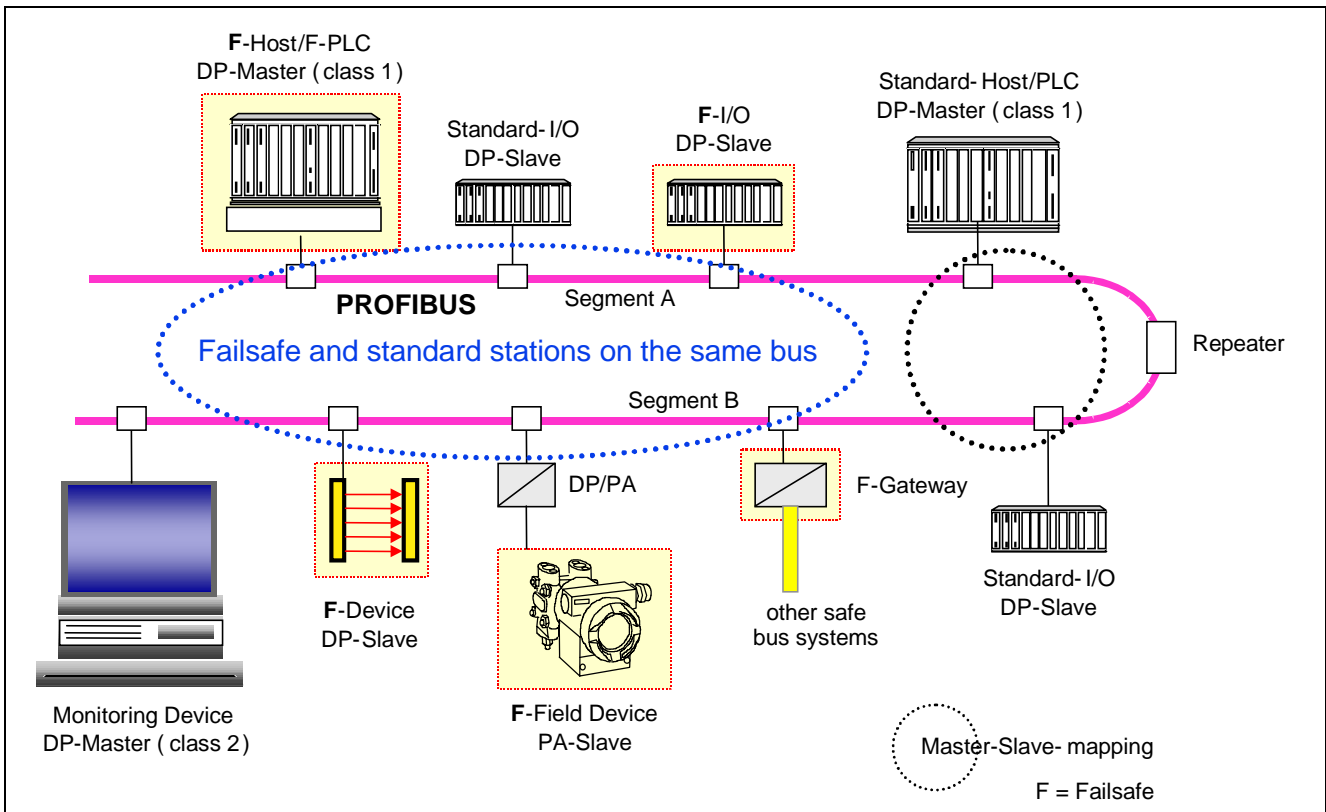 F-Host/F-PLC
DP-Master ( class 1 )
Standard- I/O
DP-Slave
F-I/O
DP-Slave
Standard- Host/PLC
DP-Master ( class 1 )
PROFIBUS
Segment A
Failsafe and standard stations on the same bus
Repeater
Segment B
DP/PA
F-Gateway
F-Device
DP-Slave
other safe
bus systems
Standard- I/O
DP-Slave
Monitoring Device
DP-Master ( class 2 )
F-Field Device
PA-Slave
Master-Slave- mapping
F = Failsafe